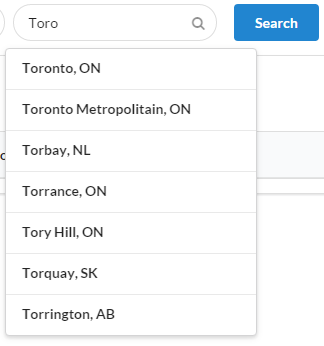 Toro
Search
Toronto, ON
Toronto Metropolitain, ON
Torbay, NL
Torrance, ON
Tory Hill, ON
Torquay, SK
Torrington, AB